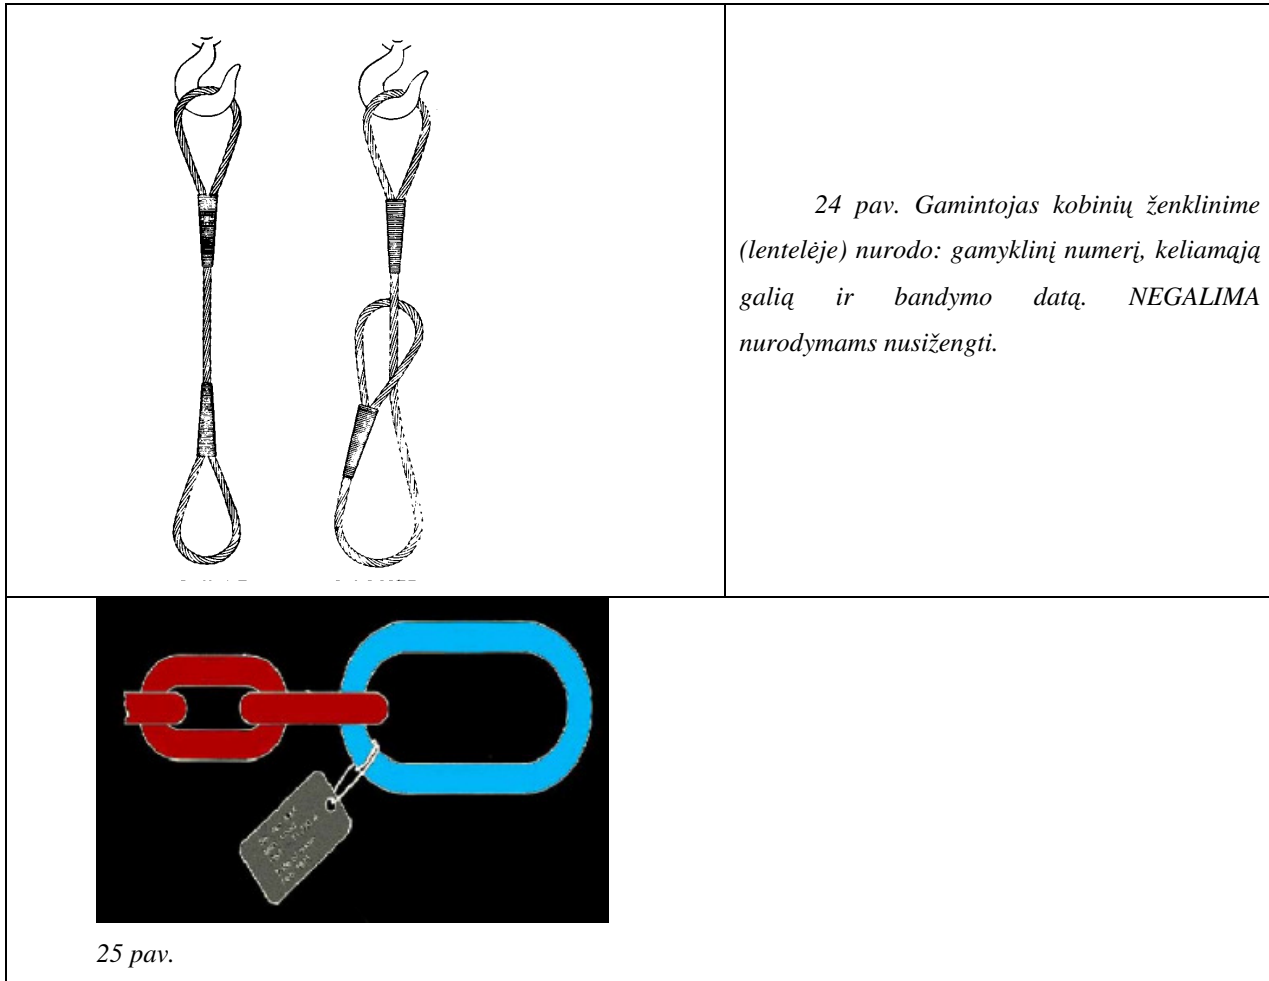 24 pav. Gamintojas kobinių ženklinime
(lentelėje) nurodo: gamyklinį numerį, keliamąją
galią ir bandymo datą. NEGALIMA
nurodymams nusižengti.
25 pav.